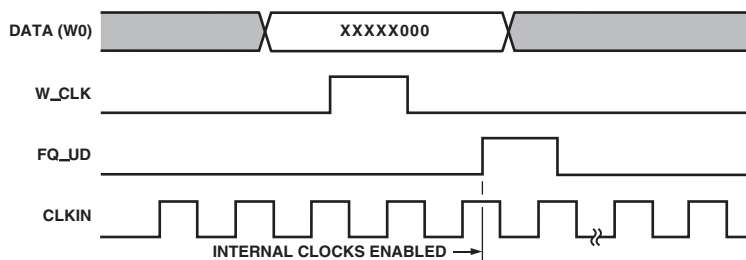 DATA (W0)
XXXXX000
W_CLK
FQ_UD
CLKIN
INTERNAL CLOCKS ENABLED